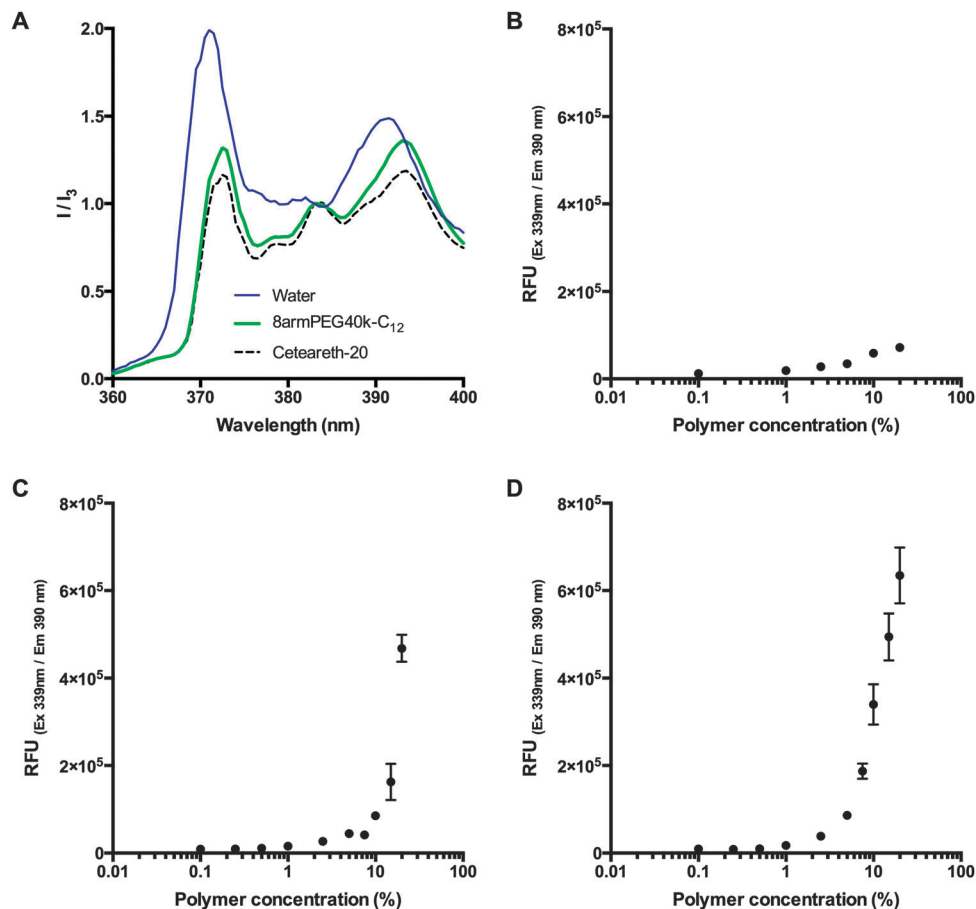 A
2.0
1.5
1.0
0.5
0.0
I / I₃
360
370
380
390
400
Wavelength (nm)
Water
8armPEG40k-C₁₂
Ceteareth-20
B
8×10⁵
6×10⁵
4×10⁵
2×10⁵
0
RFU (Ex 339nm / Em 390 nm)
0.01
0.1
1
10
100
Polymer concentration (%)
C
8×10⁵
6×10⁵
4×10⁵
2×10⁵
0
RFU (Ex 339nm / Em 390 nm)
0.01
0.1
1
10
100
Polymer concentration (%)
D
8×10⁵
6×10⁵
4×10⁵
2×10⁵
0
RFU (Ex 339nm / Em 390 nm)
0.01
0.1
1
10
100
Polymer concentration (%)